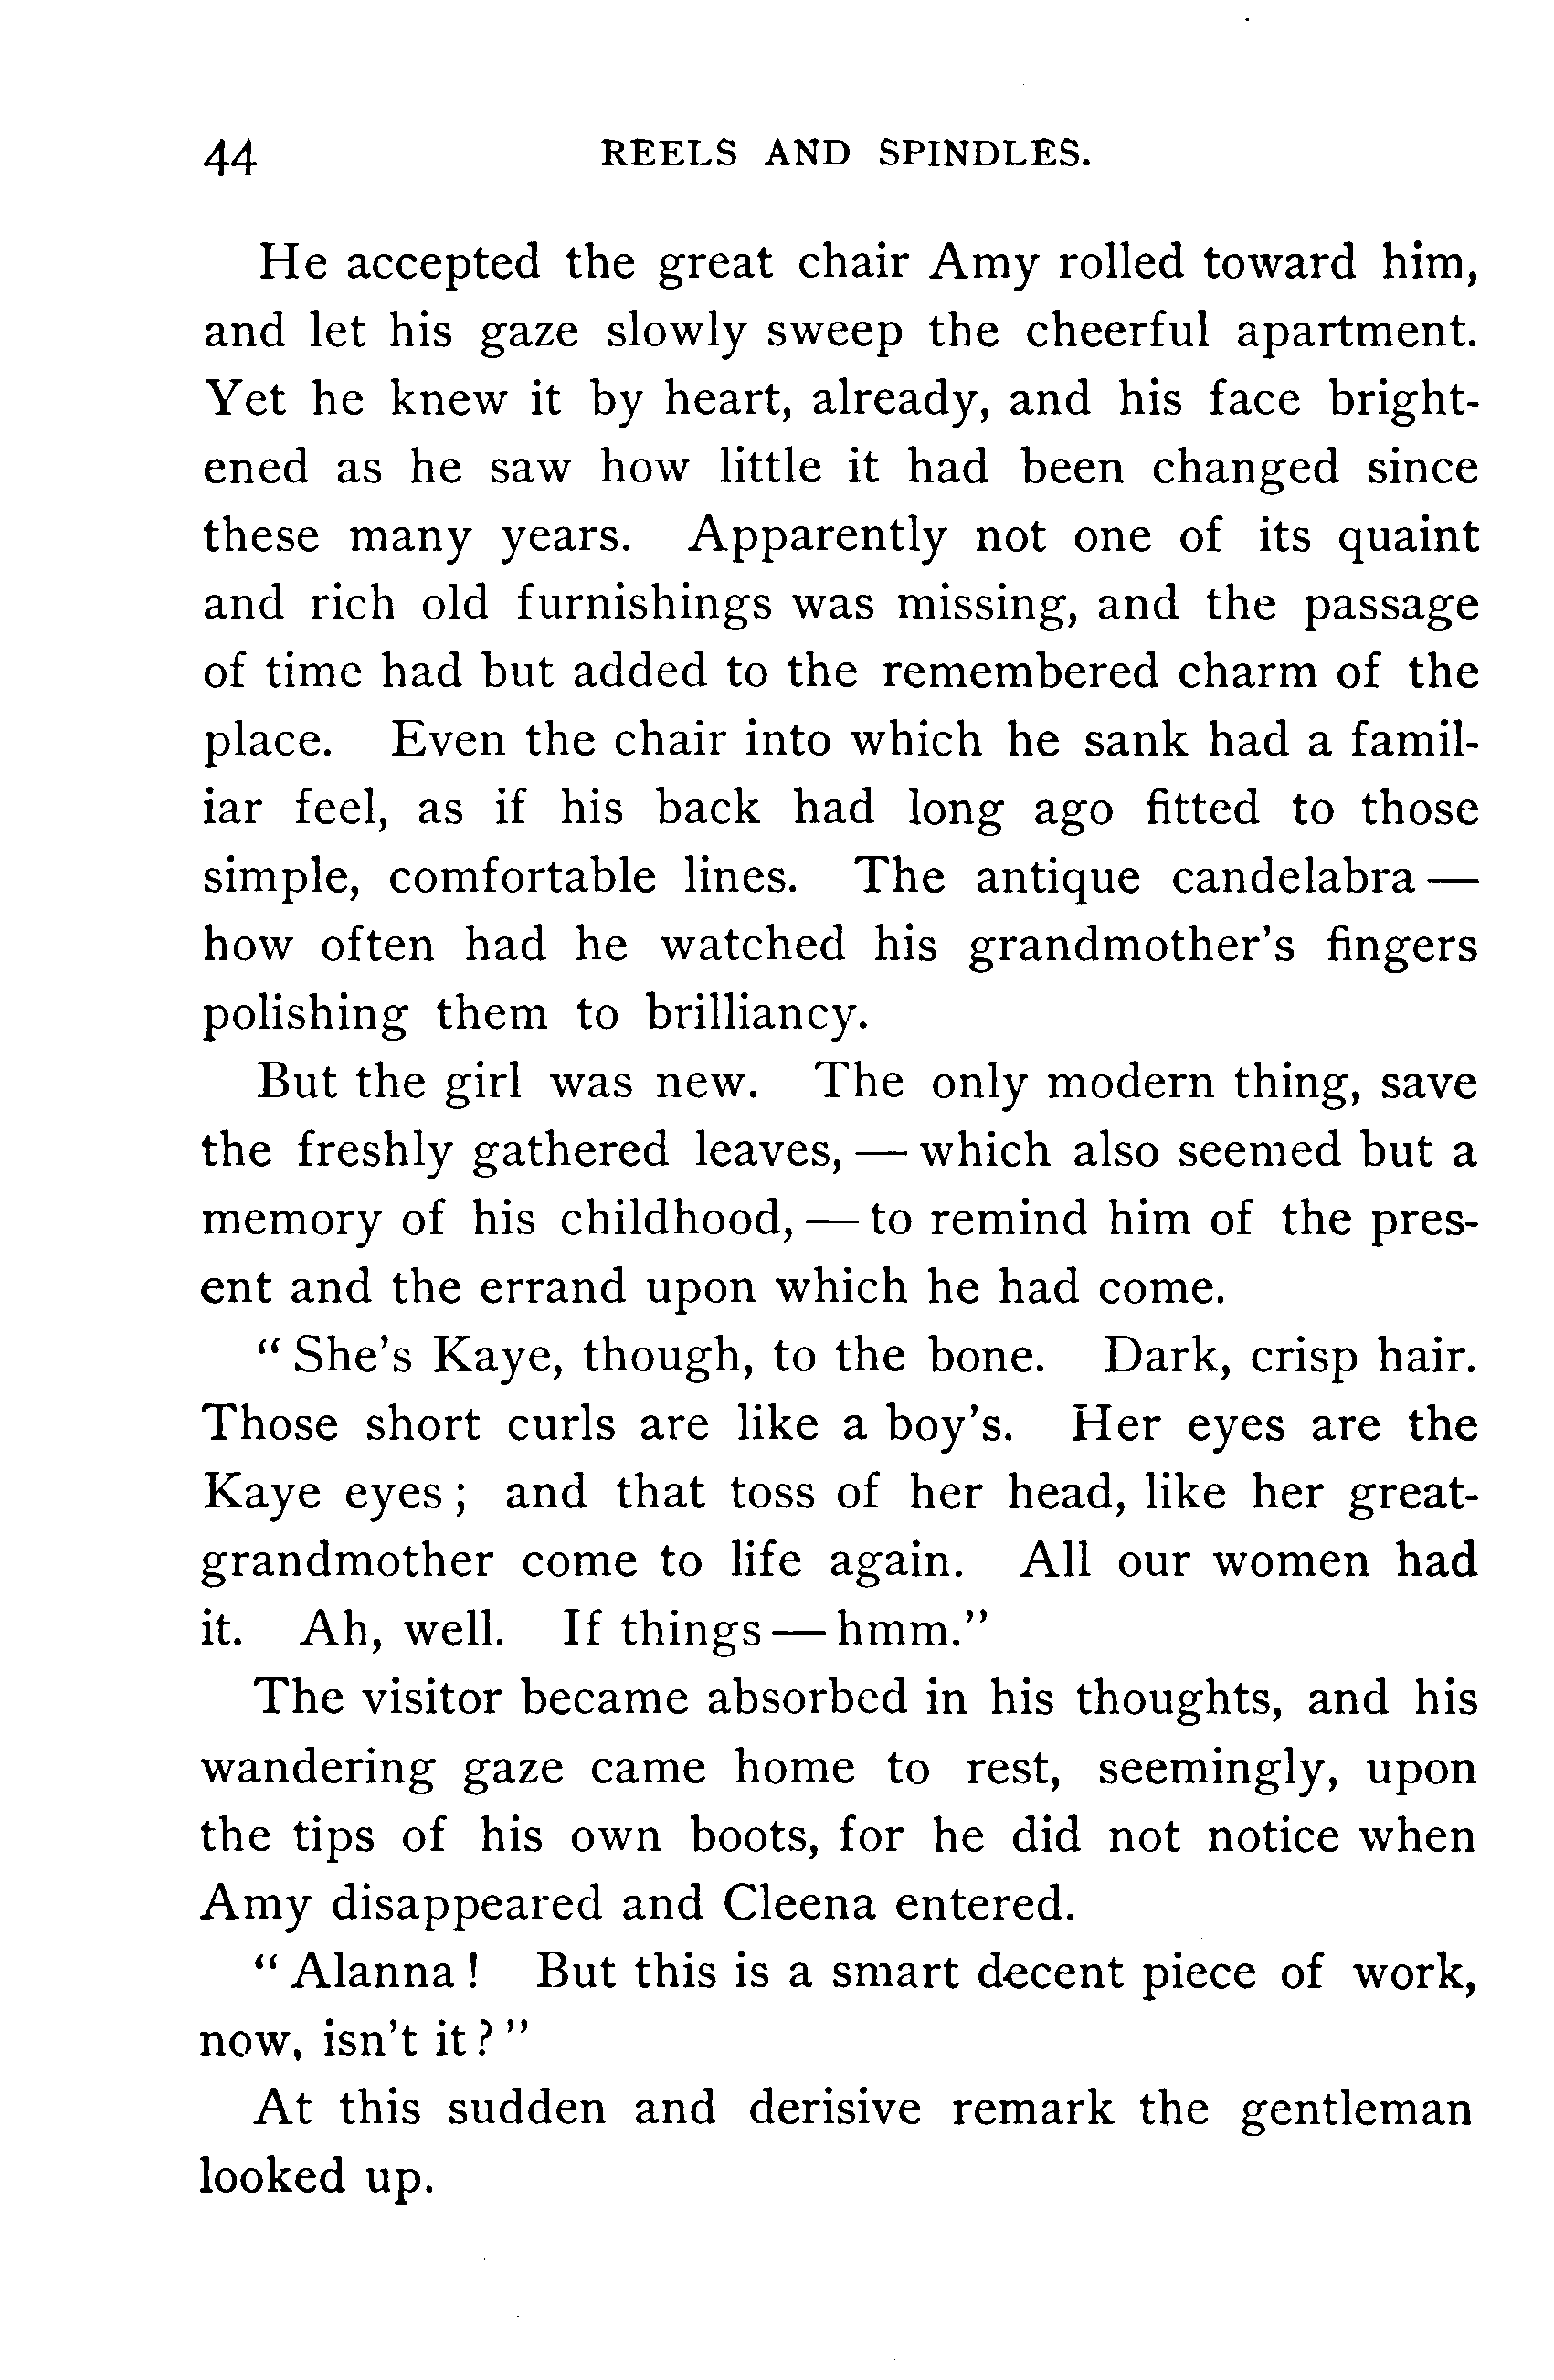 44 REELS AND SPINDLES.
He accepted the great chair Amy rolled toward him,
and let his gaze slowly sweep the cheerful apartment.
Yet he knew it by heart, already, and his face bright-
ened as he saw how little it had been changed since
these many years. Apparently not one of its quaint
and rich old furnishings was missing, and the passage
of time had but added to the remembered charm of the
place. Even the chair into which he sank had a famil-
iar feel, as if his back had long ago fitted to those
simple, comfortable lines. The antique candelabra —
how often had he watched his grandmother's fingers
polishing them to brilliancy.
But the girl was new. The only modern thing, save
the freshly gathered leaves, — which also seemed but a
memory of his childhood, — to remind him of the pres-
ent and the errand upon which he had come.
“ She's Kaye, though, to the bone. Dark, crisp hair.
Those short curls are like a boy's. Her eyes are the
Kaye eyes ; and that toss of her head, like her great-
grandmother come to life again. All our women had
it. Ah, well. If things — hmm.”
The visitor became absorbed in his thoughts, and his
wandering gaze came home to rest, seemingly, upon
the tips of his own boots, for he did not notice when
Amy disappeared and Cleena entered.
“ Alanna ! But this is a smart decent piece of work,
now, isn't it ? ”
At this sudden and derisive remark the gentleman
looked up.